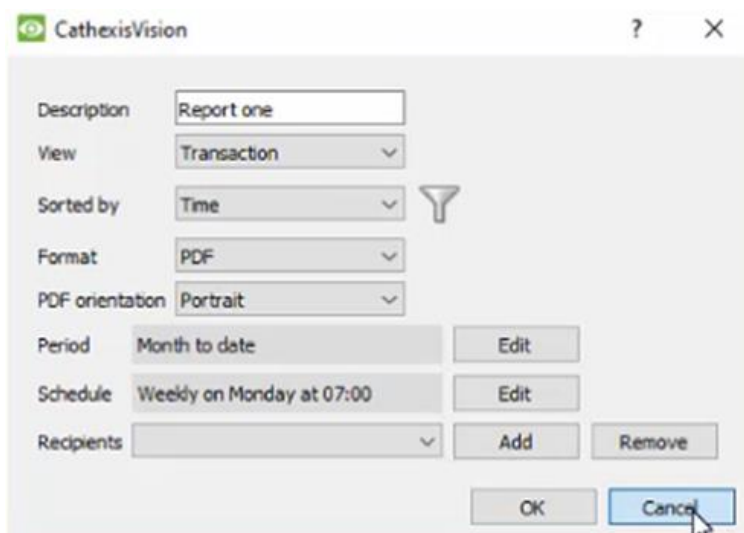 CathexisVision ? X
Description Report one
View Transaction
Sorted by Time
Format PDF
PDF orientation Portrait
Period Month to date Edit
Schedule Weekly on Monday at 07:00 Edit
Recipients Add Remove
OK Cancel